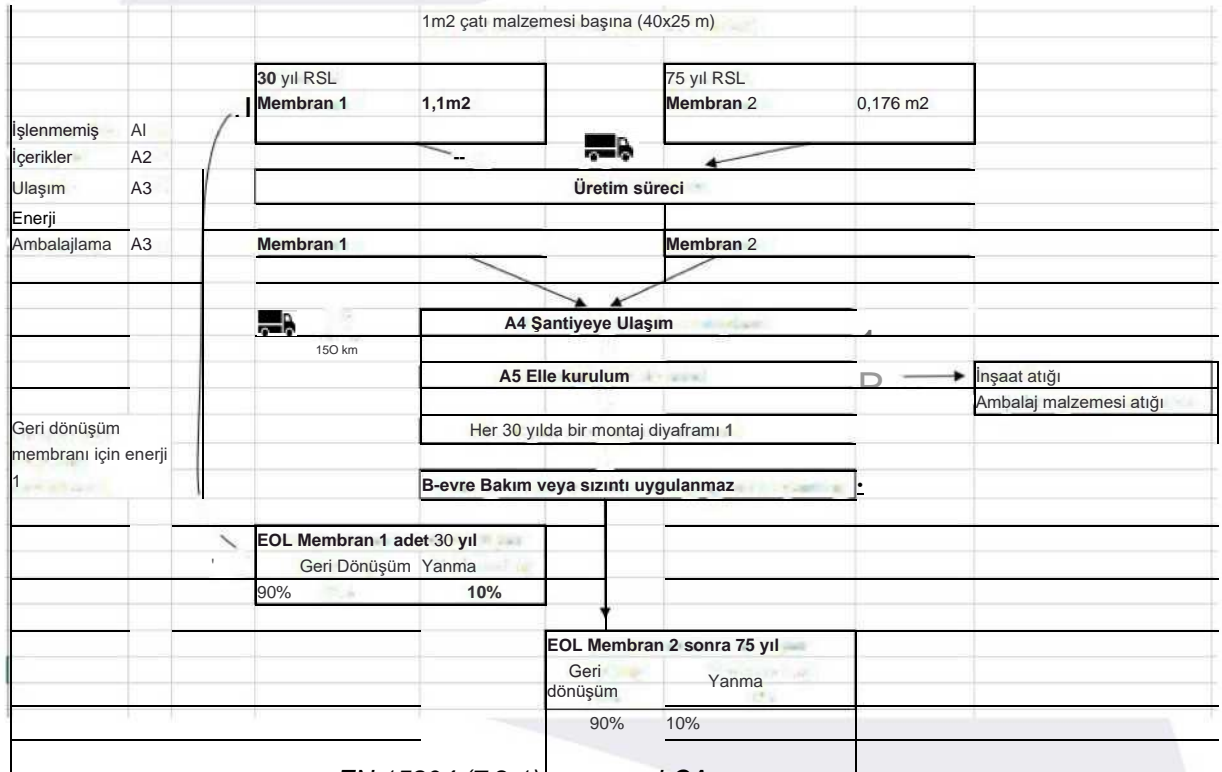 1m2 çatı malzemesi başına (40x25 m)
30 yıl RSL
75 yıl RSL
Membran 1 1,1m2
Membran 2 0,176 m2
İşlenmemiş Al
İçerikler A2
Ulaşım A3
Üretim süreci
Enerji
Ambalajlama A3
Membran 1
Membran 2
A4 Şantiyeye Ulaşım
15O km
A5 Elle kurulum
İnşaat atığı
Ambalaj malzemesi atığı
Her 30 yılda bir montaj diyaframı 1
Geri dönüşüm
membranı için enerji
1
B-evre Bakım veya sızıntı uygulanmaz
EOL Membran 1 adet 30 yıl
Geri Dönüşüm Yanma
90% 10%
EOL Membran 2 sonra 75 yıl
Geri
dönüşüm
Yanma
90% 10%